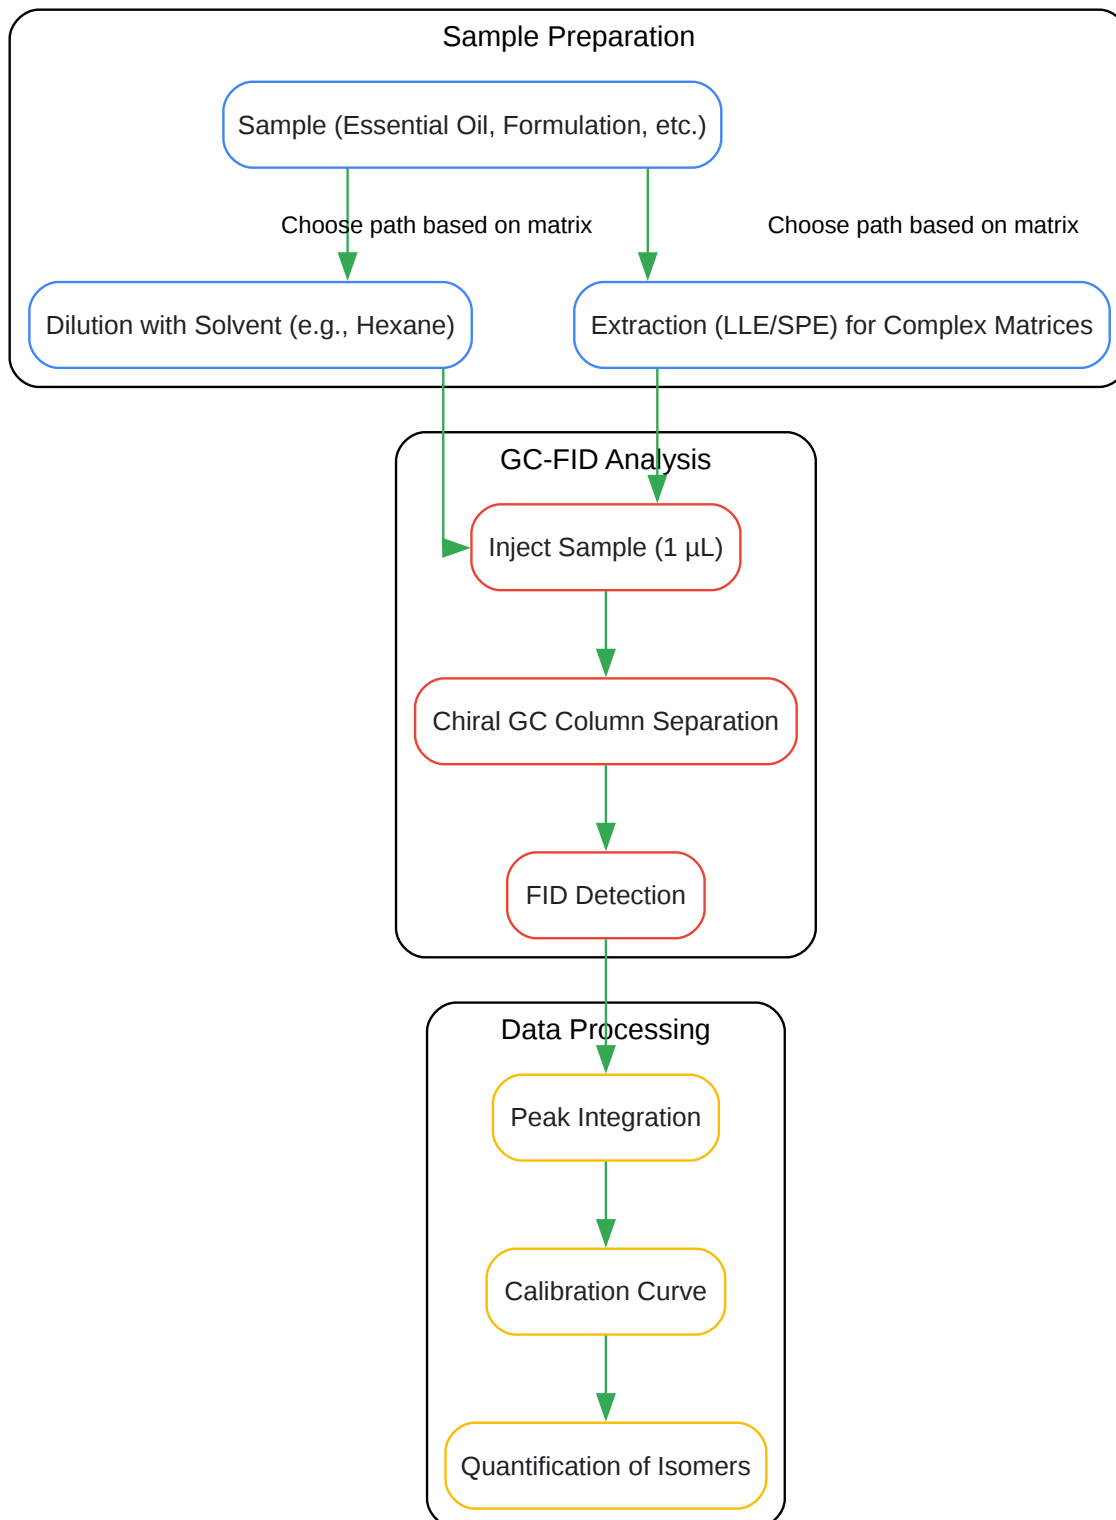 Sample Preparation
Sample (Essential Oil, Formulation, etc.)
Choose path based on matrix
Choose path based on matrix
Dilution with Solvent (e.g., Hexane)
Extraction (LLE/SPE) for Complex Matrices
GC-FID Analysis
Inject Sample (1 µL)
Chiral GC Column Separation
FID Detection
Data Processing
Peak Integration
Calibration Curve
Quantification of Isomers